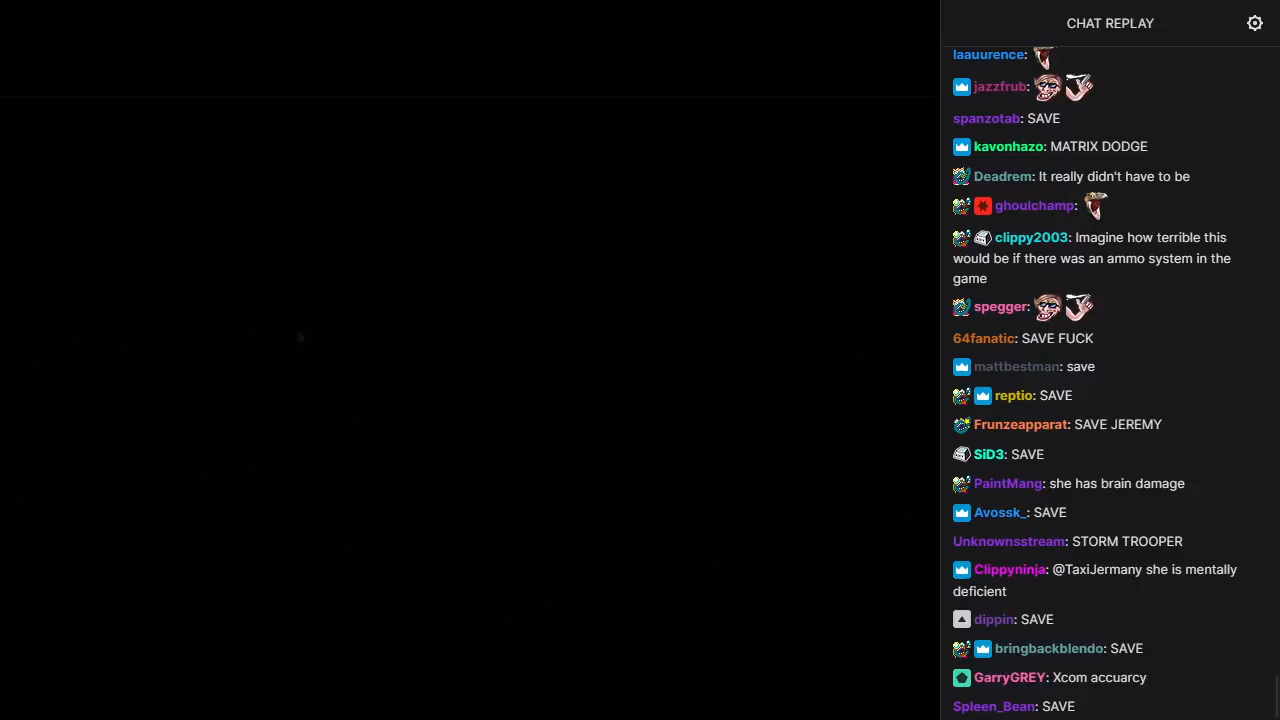 CHAT REPLAY
laauurence:
jazzfrub:
spanzotab: SAVE
kavonhazo: MATRIX DODGE
Deadrem: It really didn't have to be
ghoulchamp:
clippy2003: Imagine how terrible this
would be if there was an ammo system in the
game
spegger:
64fanatic: SAVE FUCK
mattbestman: save
reptio: SAVE
Frunzeapparat: SAVE JEREMY
SiD3: SAVE
PaintMang: she has brain damage
Avossk_: SAVE
Unknownsstream: STORM TROOPER
Clippyninja: @TaxiJermany she is mentally
deficient
dippin: SAVE
bringbackblendo: SAVE
GarryGREY: Xcom accuarcy
Spleen_Bean: SAVE